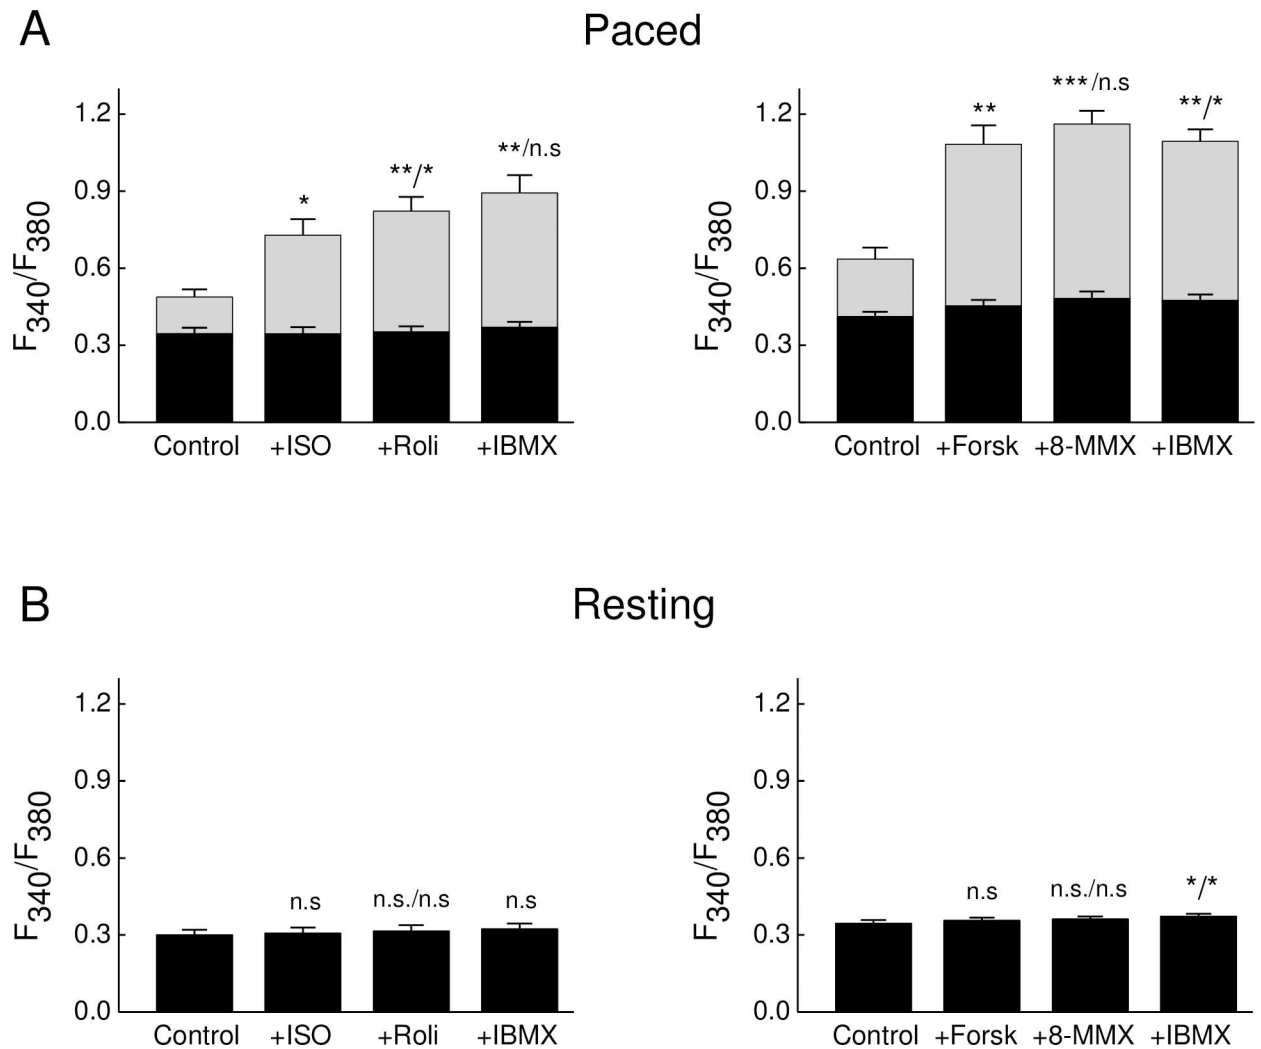 A
Paced
F340/F380
1.2
0.9
0.6
0.3
0.0
*
**/*
**/n.s
Control +ISO +Roli +IBMX
F340/F380
1.2
0.9
0.6
0.3
0.0
**
***/n.s
**/*
Control +Forsk +8-MMX +IBMX
B
Resting
F340/F380
1.2
0.9
0.6
0.3
0.0
n.s
n.s./n.s
n.s
Control +ISO +Roli +IBMX
F340/F380
1.2
0.9
0.6
0.3
0.0
n.s
n.s./n.s
*/*
Control +Forsk +8-MMX +IBMX